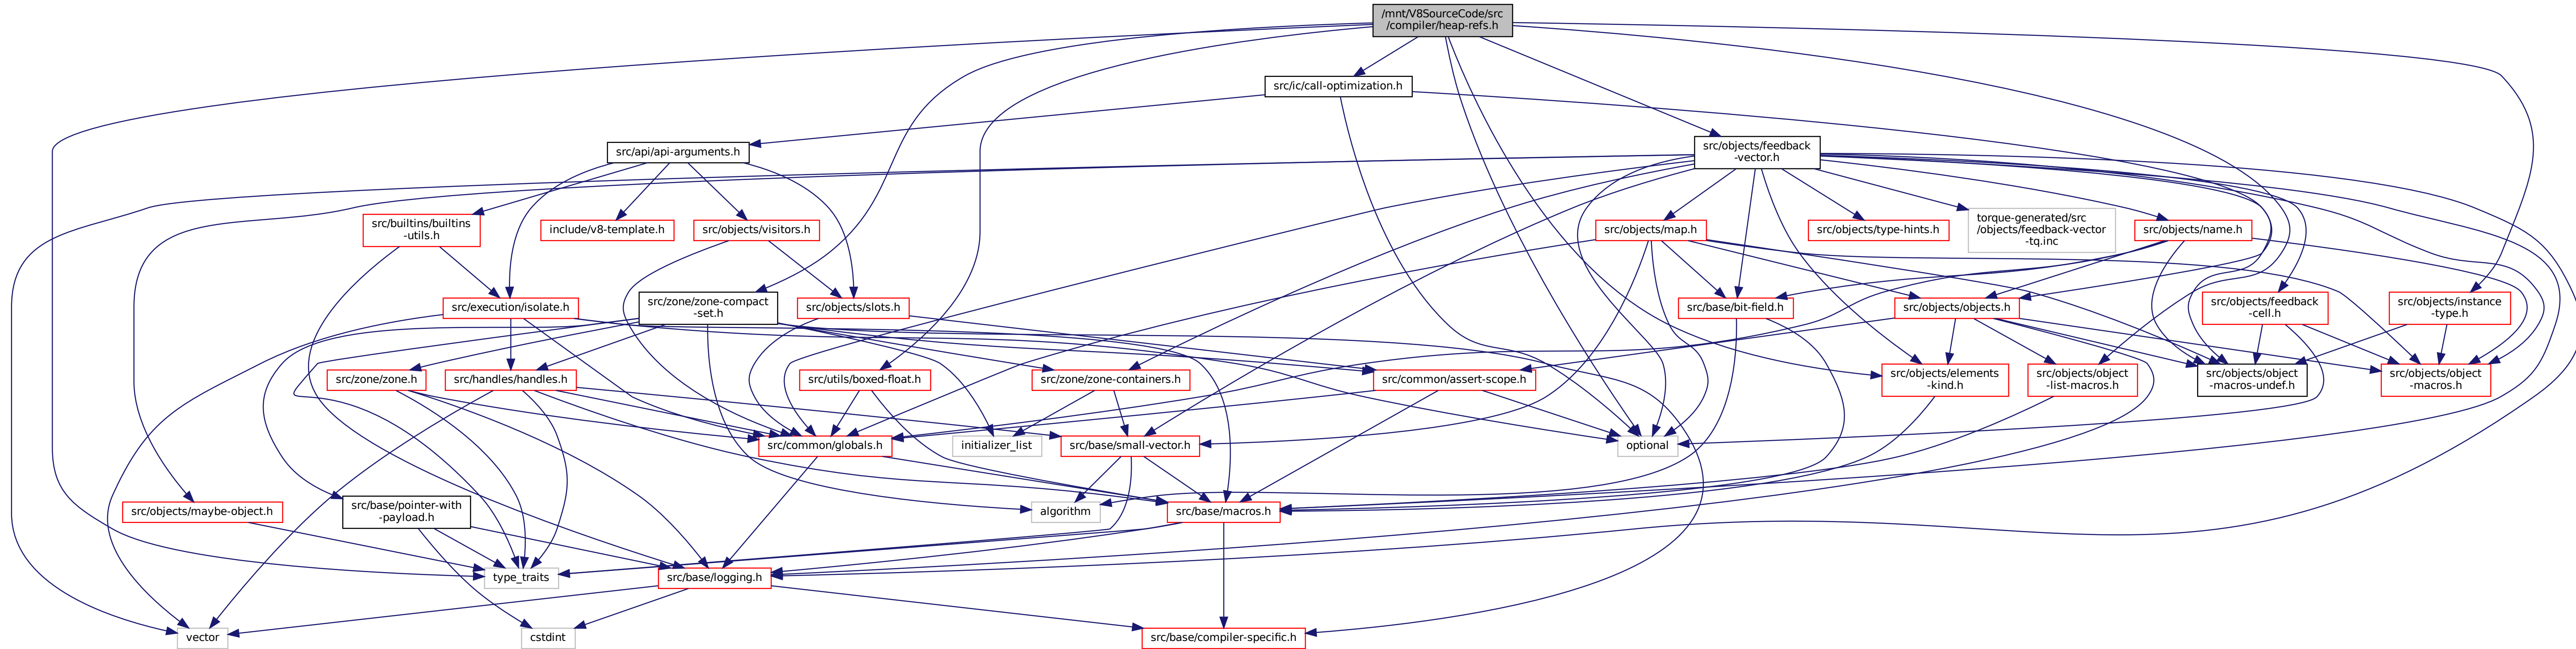 /mnt/V8SourceCode/src
/compiler/heap-refs.h
src/ic/call-optimization.h
src/api/api-arguments.h
src/objects/feedback
-vector.h
src/builtins/builtins
-utils.h
include/v8-template.h
src/objects/visitors.h
src/objects/map.h
src/objects/type-hints.h
torque-generated/src
/objects/feedback-vector
-tq.inc
src/objects/name.h
src/execution/isolate.h
src/zone/zone-compact
-set.h
src/objects/slots.h
src/base/bit-field.h
src/objects/objects.h
src/objects/feedback
-cell.h
src/objects/instance
-type.h
src/zone/zone.h
src/handles/handles.h
src/utils/boxed-float.h
src/zone/zone-containers.h
src/common/assert-scope.h
src/objects/elements
-kind.h
src/objects/object
-list-macros.h
src/objects/object
-macros-undef.h
src/objects/object
-macros.h
src/common/globals.h
initializer_list
src/base/small-vector.h
optional
src/objects/maybe-object.h
src/base/pointer-with
-payload.h
algorithm
src/base/macros.h
type_traits
src/base/logging.h
vector
cstdint
src/base/compiler-specific.h